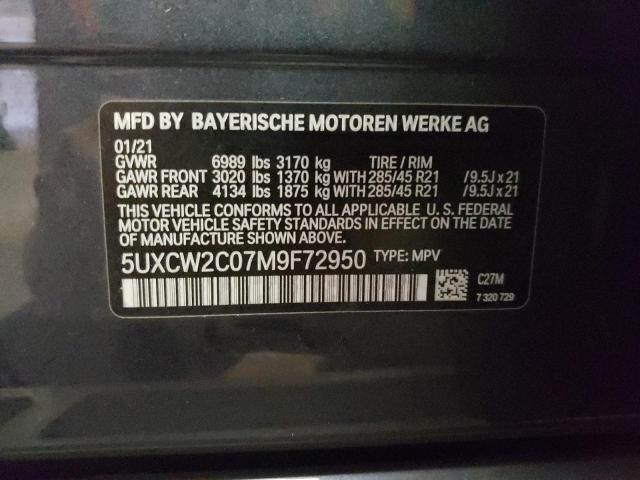 MFD BY BAYERISCHE MOTOREN WERKE AG
01/21
GVWR 6989 lbs 3170 kg TIRE / RIM
GAWR FRONT 3020 lbs 1370 kg WITH 285/45 R21 /9.5J x 21
GAWR REAR 4134 lbs 1875 kg WITH 285/45 R21 /9.5J x 21
THIS VEHICLE CONFORMS TO ALL APPLICABLE U. S. FEDERAL
MOTOR VEHICLE SAFETY STANDARDS IN EFFECT ON THE DATE
OF MANUFACTURE SHOWN ABOVE.
5UXCW2C07M9F72950 TYPE: MPV
C27M
7 320 729